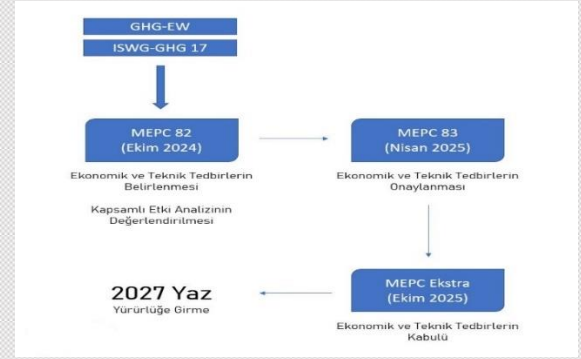 GHG-EW
ISWG-GHG 17
MEPC 82
(Ekim 2024)
Ekonomik ve Teknik Tedbirlerin
Belirlenmesi
Kapsamlı Etki Analizinin
Değerlendirilmesi
MEPC 83
(Nisan 2025)
Ekonomik ve Teknik Tedbirlerin
Onaylanması
MEPC Ekstra
(Ekim 2025)
Ekonomik ve Teknik Tedbirlerin
Kabulü
2027 Yaz
Yürürlüğe Girme